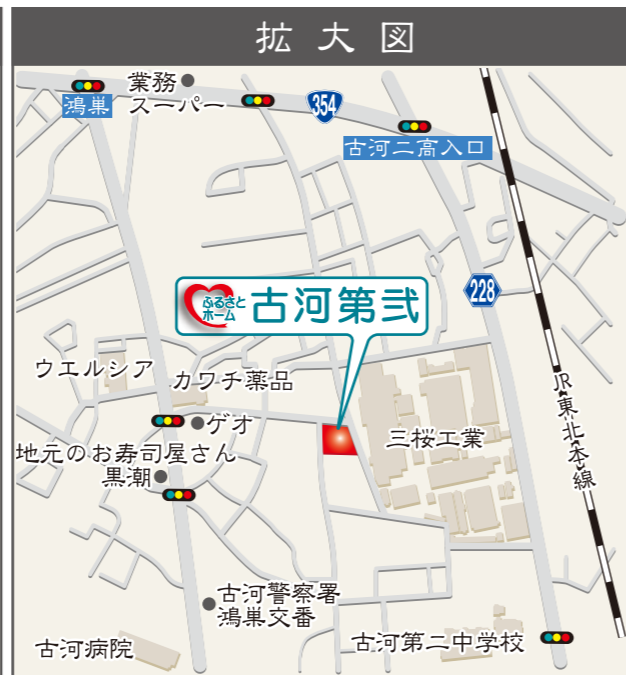 拡大図
業務
スーパー
鴻巣
354
古河二高入口
228
ふるさと
ホーム
古河第弐
ウエルシア
カワチ薬品
JR東北本線
ゲオ
三桜工業
地元のお寿司屋さん
黒潮
古河警察署
鴻巣交番
古河病院
古河第二中学校